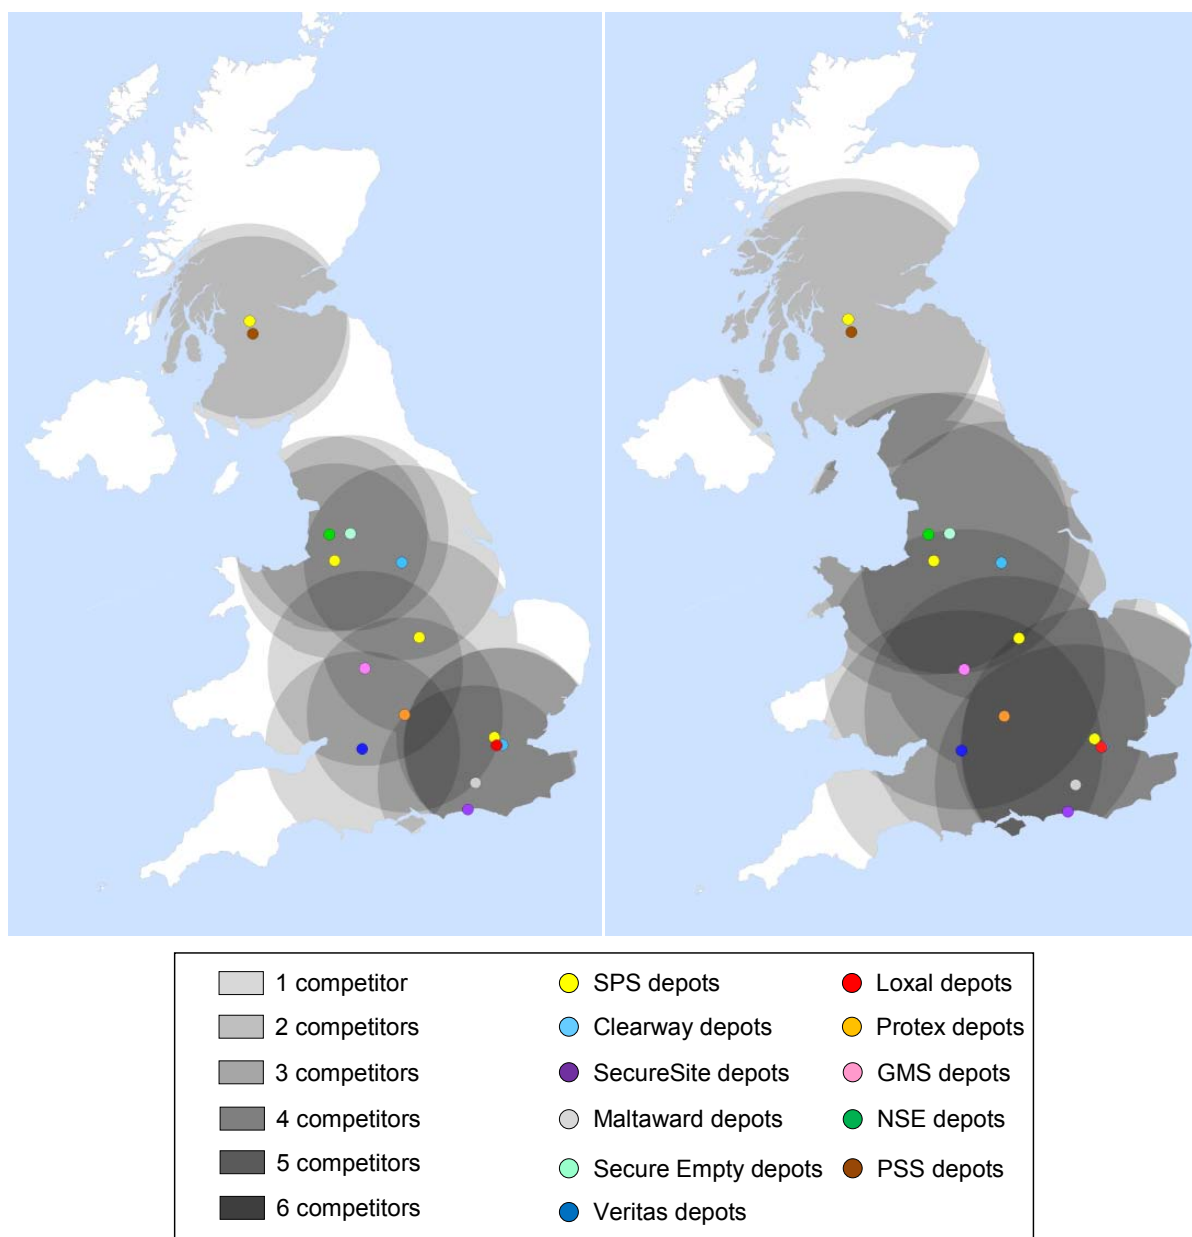 1 competitor
2 competitors
3 competitors
4 competitors
5 competitors
6 competitors
SPS depots
Clearway depots
SecureSite depots
Maltaward depots
Secure Empty depots
Veritas depots
Loxal depots
Protex depots
GMS depots
NSE depots
PSS depots